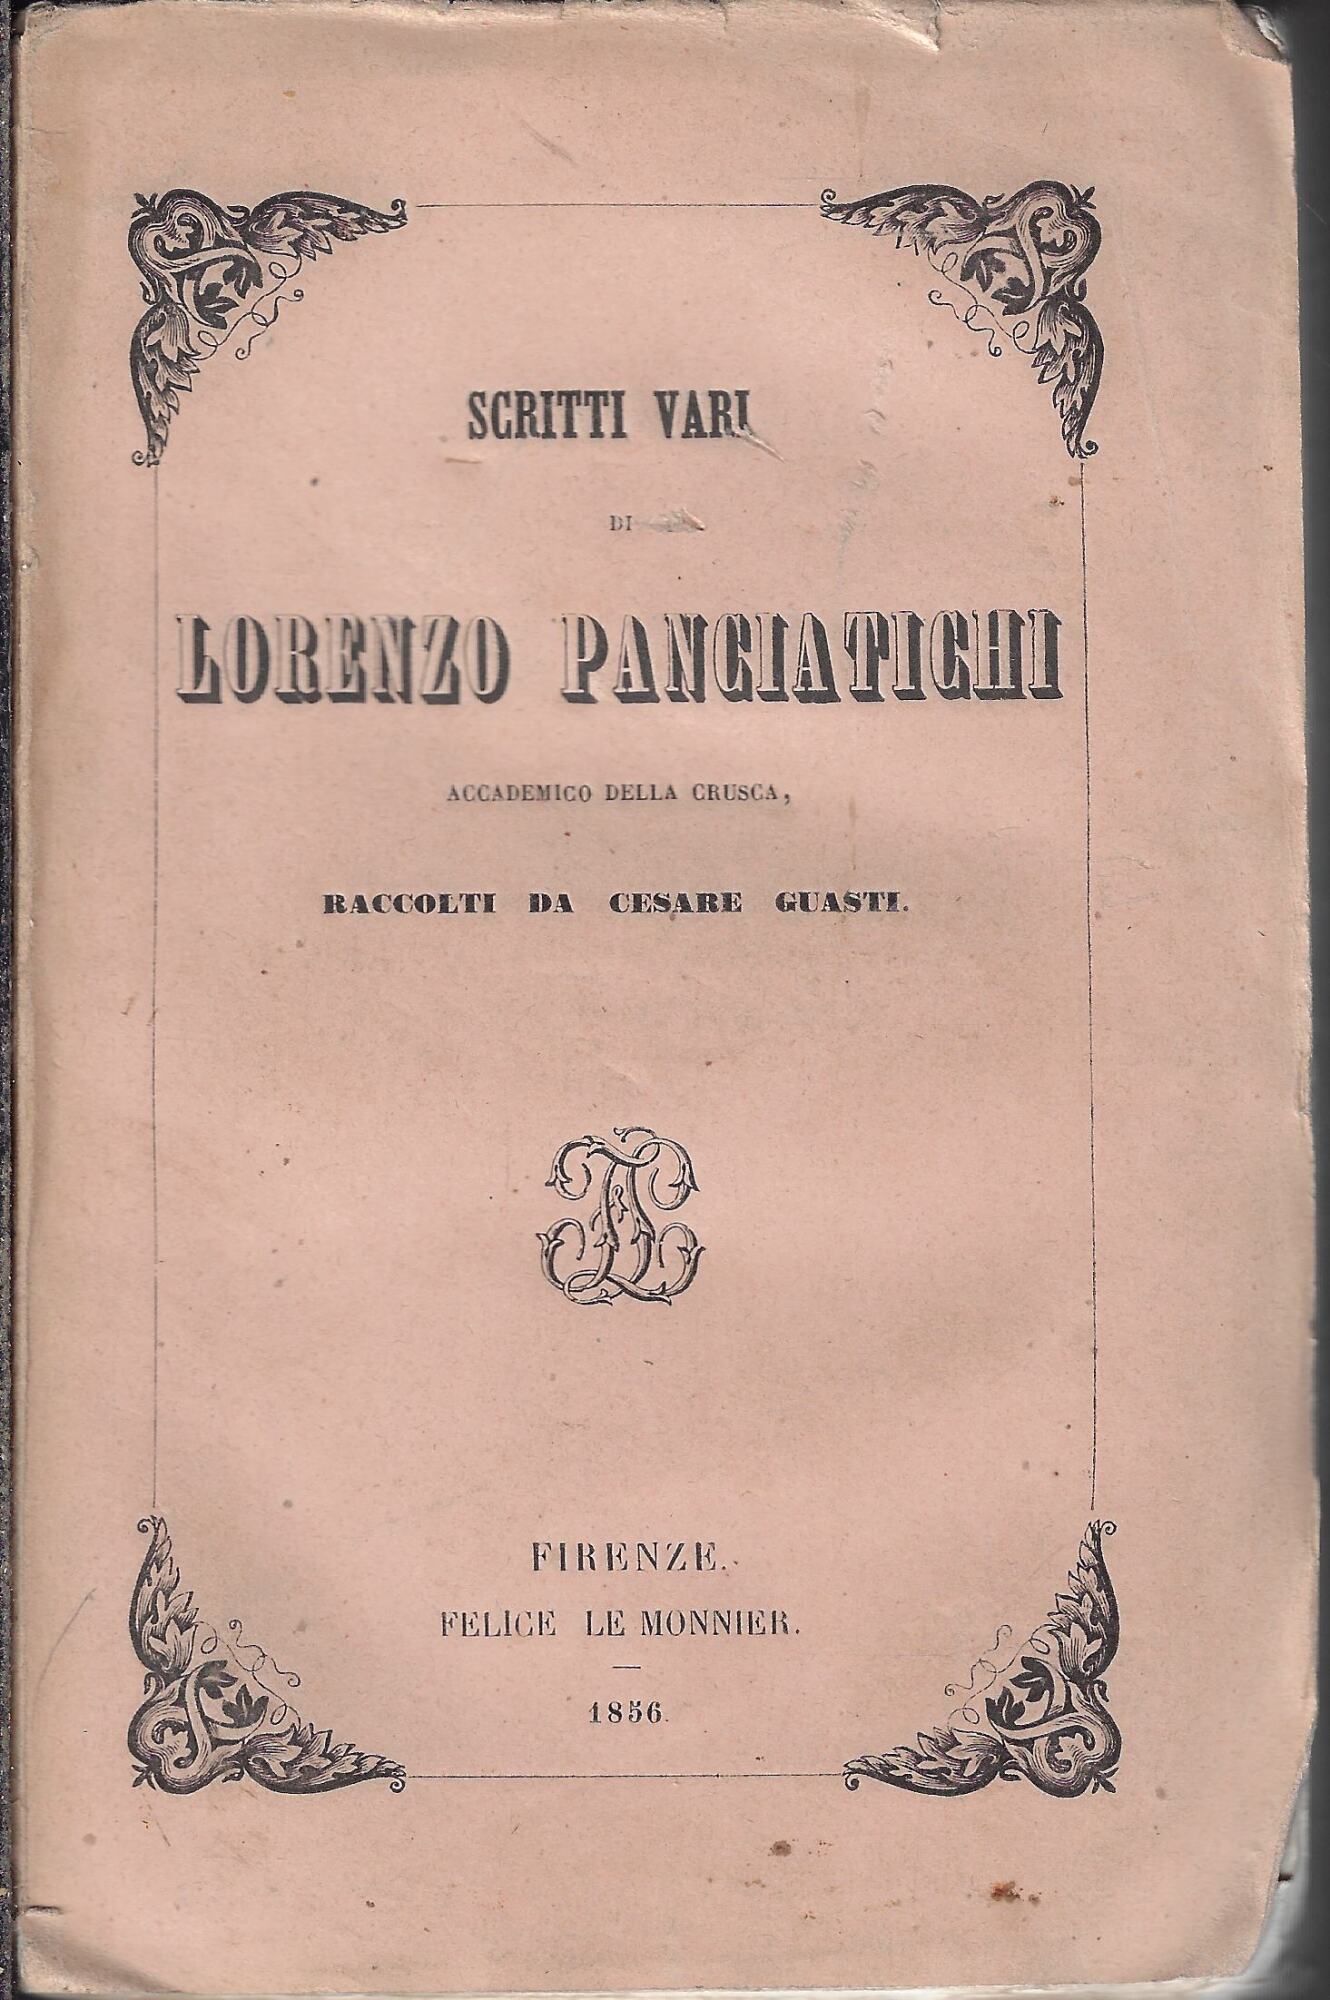 SCRITTI VARI
DI
LORENZO PANCIATICHI
ACCADEMICO DELLA CRUSCA,
RACCOLTI DA CESARE GUASTI.
FIRENZE.
FELICE LE MONNIER.
—
1856.